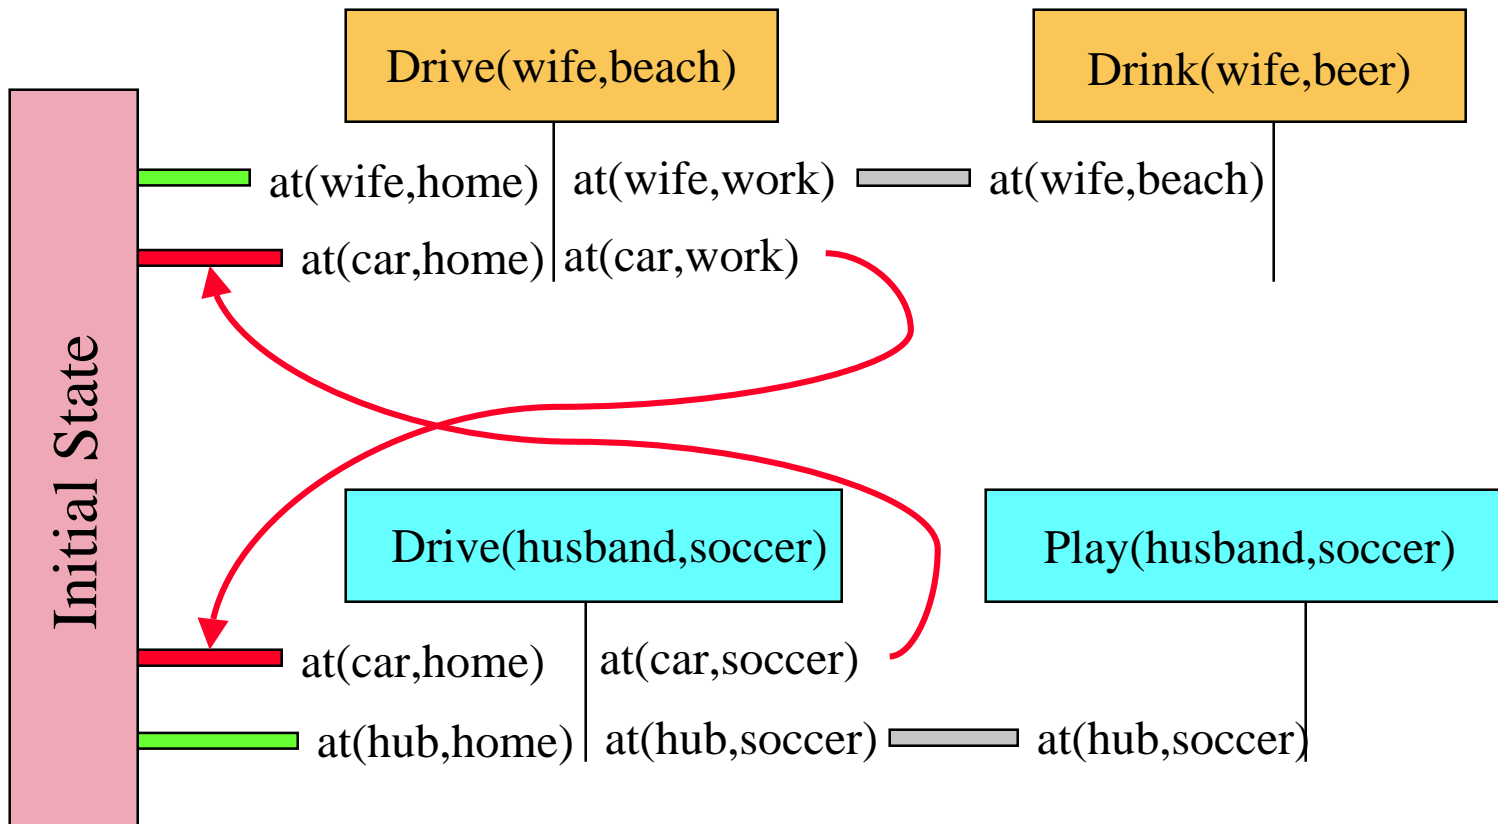 Initial State
Drive(wife,beach)
Drink(wife,beer)
at(wife,home)
at(wife,work)
at(wife,beach)
at(car,home)
at(car,work)
Drive(husband,soccer)
Play(husband,soccer)
at(car,home)
at(car,soccer)
at(hub,home)
at(hub,soccer)
at(hub,soccer)